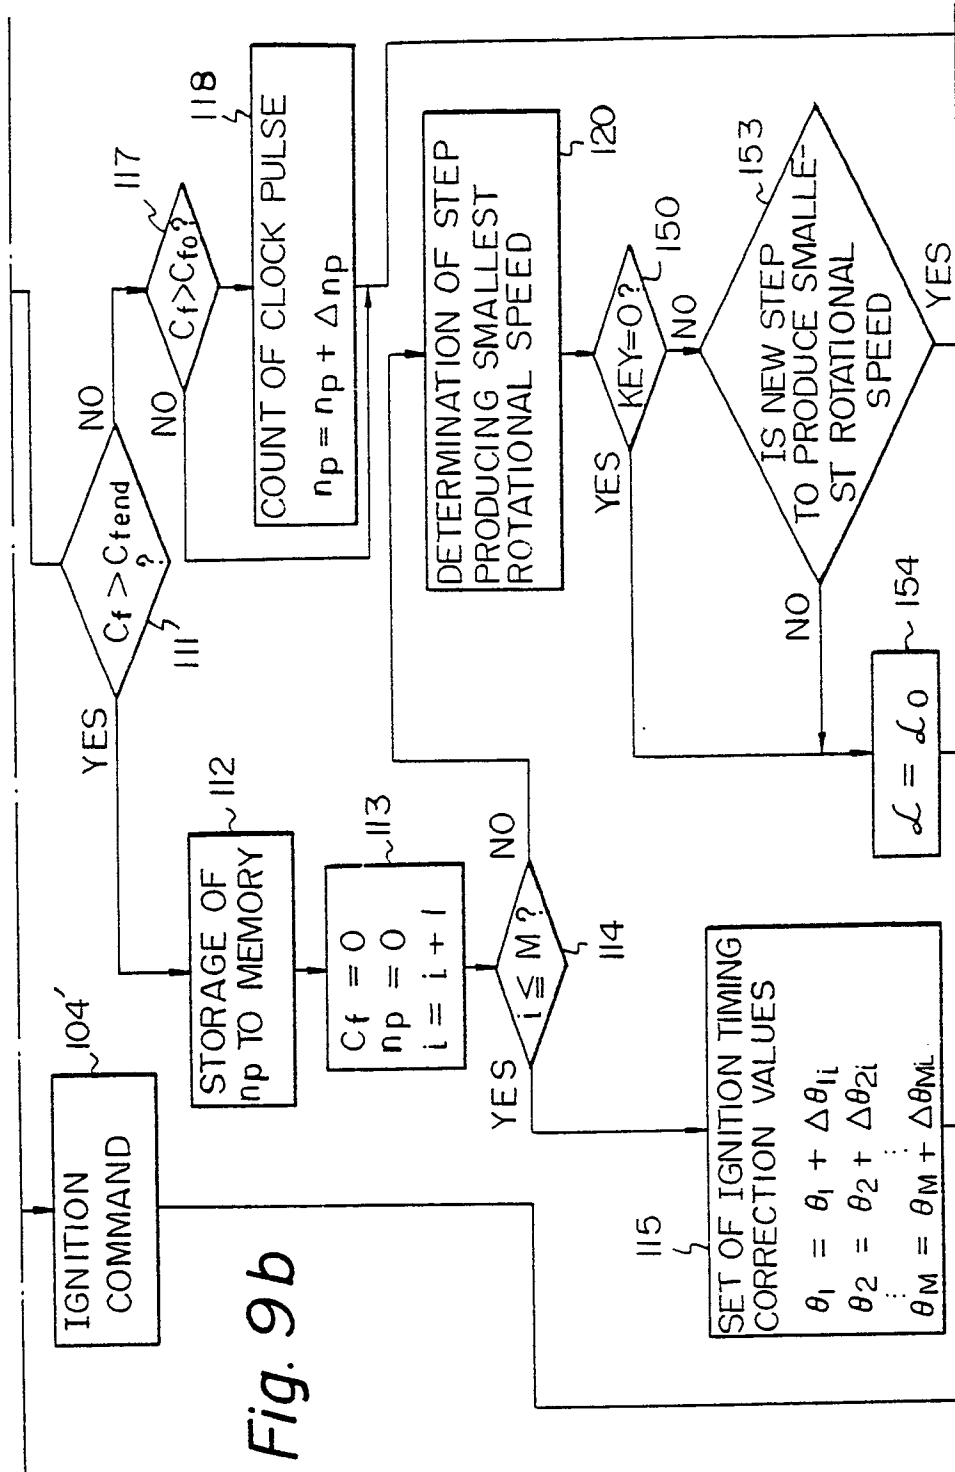 Fig. 9b
IGNITION
COMMAND
104'
YES
Cf > Cfend
?
111
NO
Cf>Cfo?
117
NO
COUNT OF CLOCK PULSE
np = np + Δnp
118
STORAGE OF
np TO MEMORY
112
Cf = 0
np = 0
i = i + 1
113
i ≤ M ?
114
YES
NO
115
SET OF IGNITION TIMING
CORRECTION VALUES
θ1 = θ1 + Δθ1i
θ2 = θ2 + Δθ2i
⋮ ⋮
θM = θM + ΔθMi
DETERMINATION OF STEP
PRODUCING SMALLEST
ROTATIONAL SPEED
120
YES
KEY=0?
150
NO
IS NEW STEP
TO PRODUCE SMALLE-
ST ROTATIONAL
SPEED
153
NO
YES
ℒ = ℒ0
154